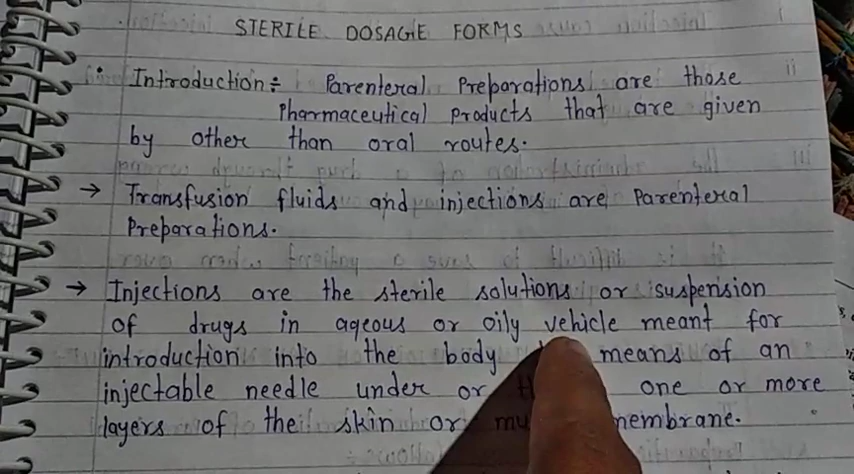 STERILE DOSAGE FORMS
Introduction ÷ Parenteral Preparations are those
Pharmaceutical Products that are given
by other than oral routes.
→ Transfusion fluids and injections are Parenteral
Preparations.
→ Injections are the sterile solutions or suspension
of drugs in aqeous or oily vehicle meant for
introduction into the body means of an
injectable needle under or one or more
layers of the skin or